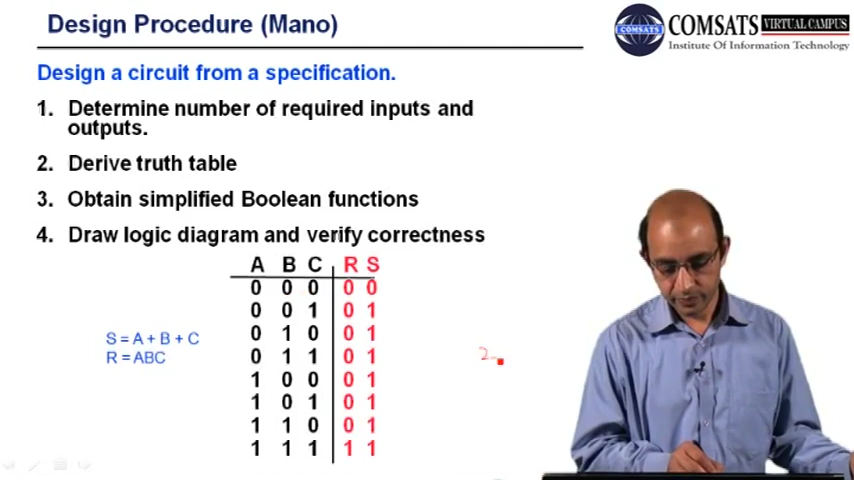 Design Procedure (Mano)
COMSATS VIRTUAL CAMPUS
COMSATS
Institute Of Information Technology
Design a circuit from a specification.
1. Determine number of required inputs and
outputs.
2. Derive truth table
3. Obtain simplified Boolean functions
4. Draw logic diagram and verify correctness
A B C R S
0 0 0 0 0
0 0 1 0 1
0 1 0 0 1
0 1 1 0 1
1 0 0 0 1
1 0 1 0 1
1 1 0 0 1
1 1 1 1 1
S = A + B + C
R = ABC
2